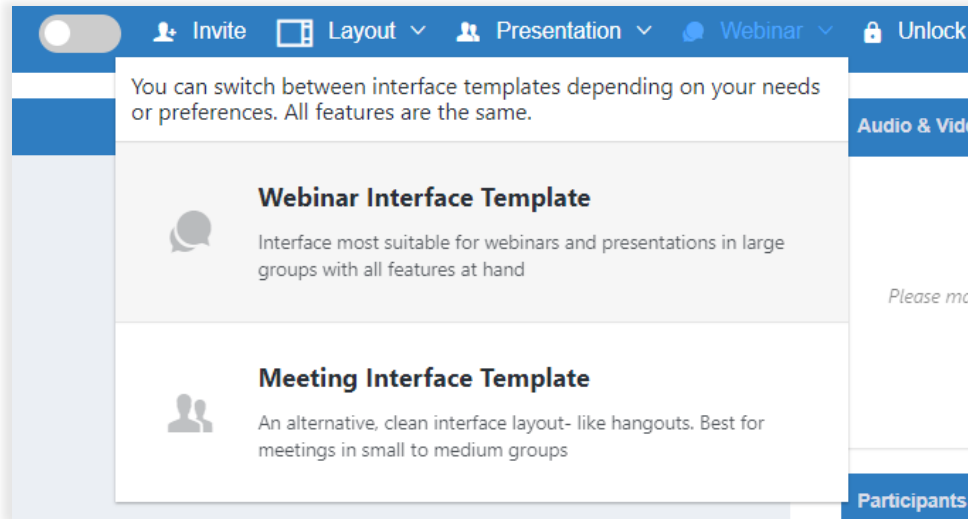 Invite Layout Presentation Webinar Unlock
You can switch between interface templates depending on your needs
or preferences. All features are the same.
Audio & Vide
Webinar Interface Template
Interface most suitable for webinars and presentations in large
groups with all features at hand
Please ma
Meeting Interface Template
An alternative, clean interface layout- like hangouts. Best for
meetings in small to medium groups
Participants